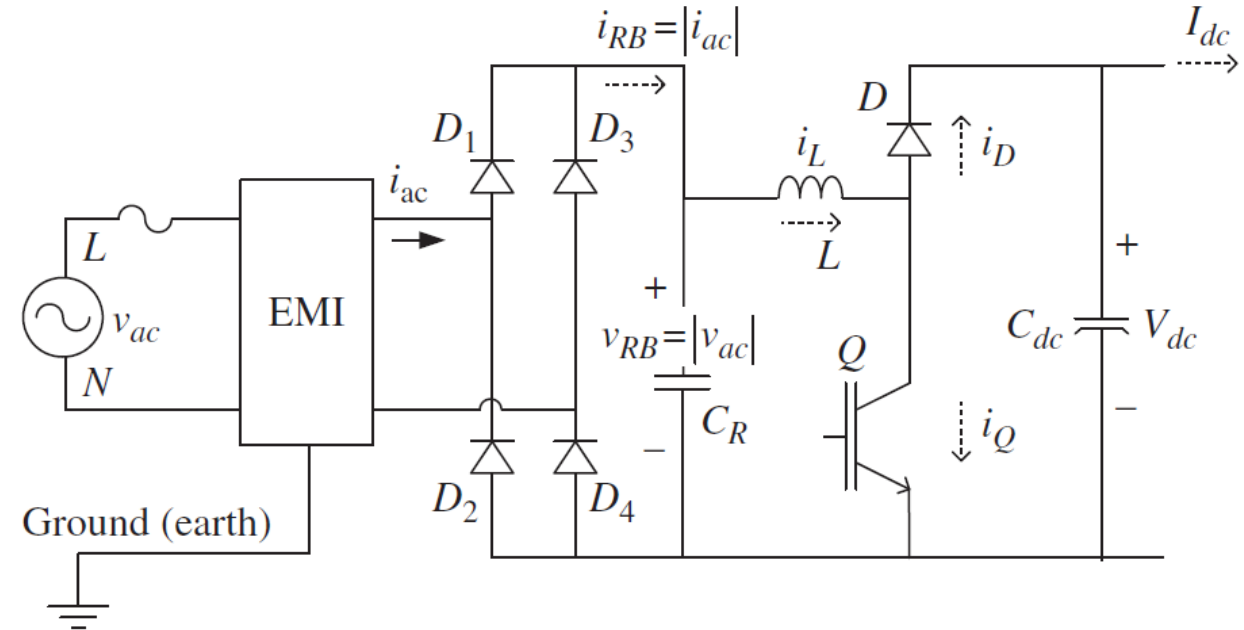 i_RB=|i_ac|
I_dc
D
D_1
D_3
i_L
i_D
i_ac
L
L
+
+
EMI
v_ac
v_RB=|v_ac|
C_dc
V_dc
Q
N
C_R
−
i_Q
−
D_2
D_4
Ground (earth)